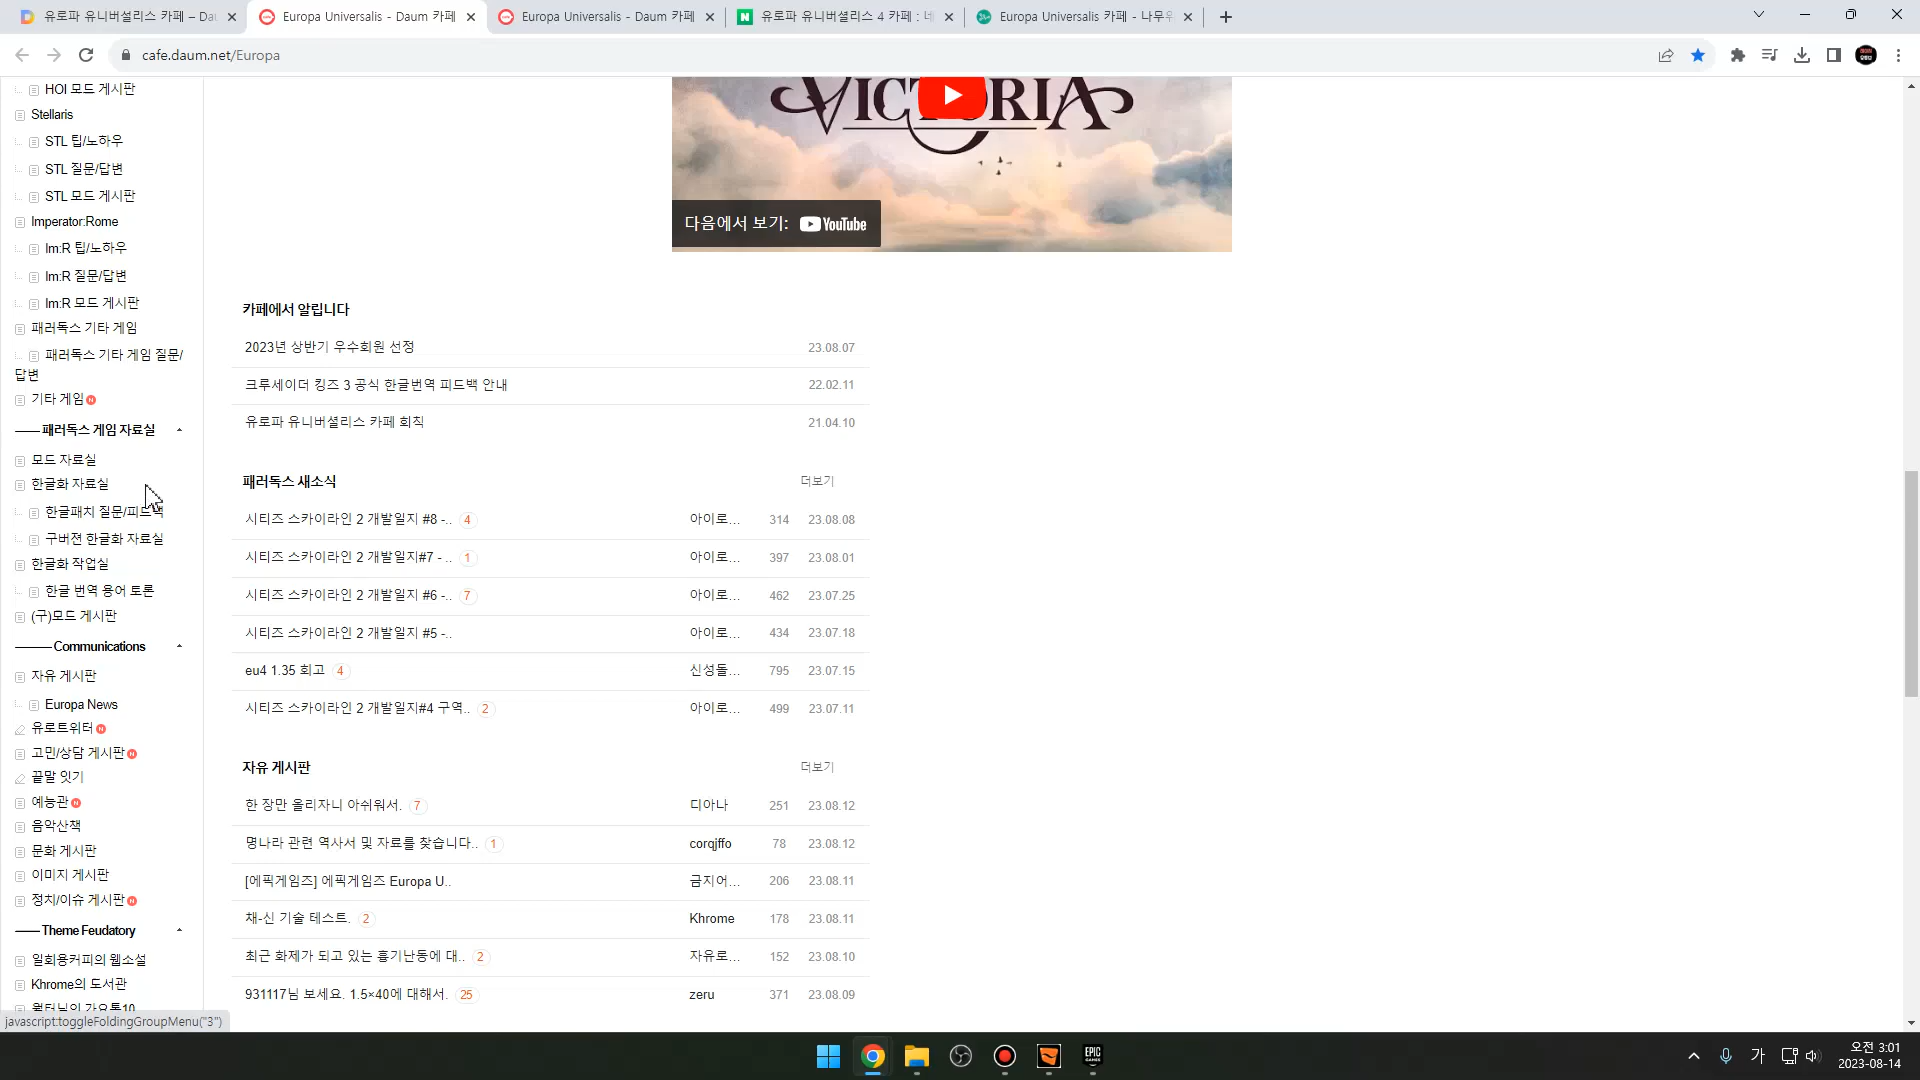 유로파 유니버설리스 카페 – Dau
Europa Universalis - Daum 카페
Europa Universalis - Daum 카페
유로파 유니버설리스 4 카페 : 네
Europa Universalis 카페 - 나무위
cafe.daum.net/Europa
HOI 모드 게시판
Stellaris
STL 팁/노하우
STL 질문/답변
STL 모드 게시판
Imperator:Rome
Im:R 팁/노하우
Im:R 질문/답변
Im:R 모드 게시판
패러독스 기타 게임
패러독스 기타 게임 질문/
답변
기타 게임 N
패러독스 게임 자료실
모드 자료실
한글화 자료실
한글패치 질문/피드백
구버젼 한글화 자료실
한글화 작업실
한글 번역 용어 토론
(구)모드 게시판
Communications
자유 게시판
Europa News
유로트위터 N
고민/상담 게시판 N
끝말 잇기
예능관 N
음악산책
문화 게시판
이미지 게시판
정치/이슈 게시판 N
Theme Feudatory
일회용커피의 웹소설
Khrome의 도서관
javascript:toggleFoldingGroupMenu("3")
VICTORIA
다음에서 보기: YouTube
카페에서 알립니다
2023년 상반기 우수회원 선정 23.08.07
크루세이더 킹즈 3 공식 한글번역 피드백 안내 22.02.11
유로파 유니버셜리스 카페 회칙 21.04.10
패러독스 새소식 더보기
시티즈 스카이라인 2 개발일지 #8 -.. 4 아이로... 314 23.08.08
시티즈 스카이라인 2 개발일지#7 - .. 1 아이로... 397 23.08.01
시티즈 스카이라인 2 개발일지 #6 -.. 7 아이로... 462 23.07.25
시티즈 스카이라인 2 개발일지 #5 -.. 아이로... 434 23.07.18
eu4 1.35 회고 4 신성돌... 795 23.07.15
시티즈 스카이라인 2 개발일지#4 구역.. 2 아이로... 499 23.07.11
자유 게시판 더보기
한 장만 올리자니 아쉬워서. 7 디아나 251 23.08.12
명나라 관련 역사서 및 자료를 찾습니다.. 1 corqjffo 78 23.08.12
[에픽게임즈] 에픽게임즈 Europa U.. 금지어... 206 23.08.11
채-신 기술 테스트. 2 Khrome 178 23.08.11
최근 화제가 되고 있는 흉기난동에 대.. 2 자유로... 152 23.08.10
931117님 보세요. 1.5×40에 대해서. 25 zeru 371 23.08.09
EPIC GAMES
가
오전 3:01
2023-08-14